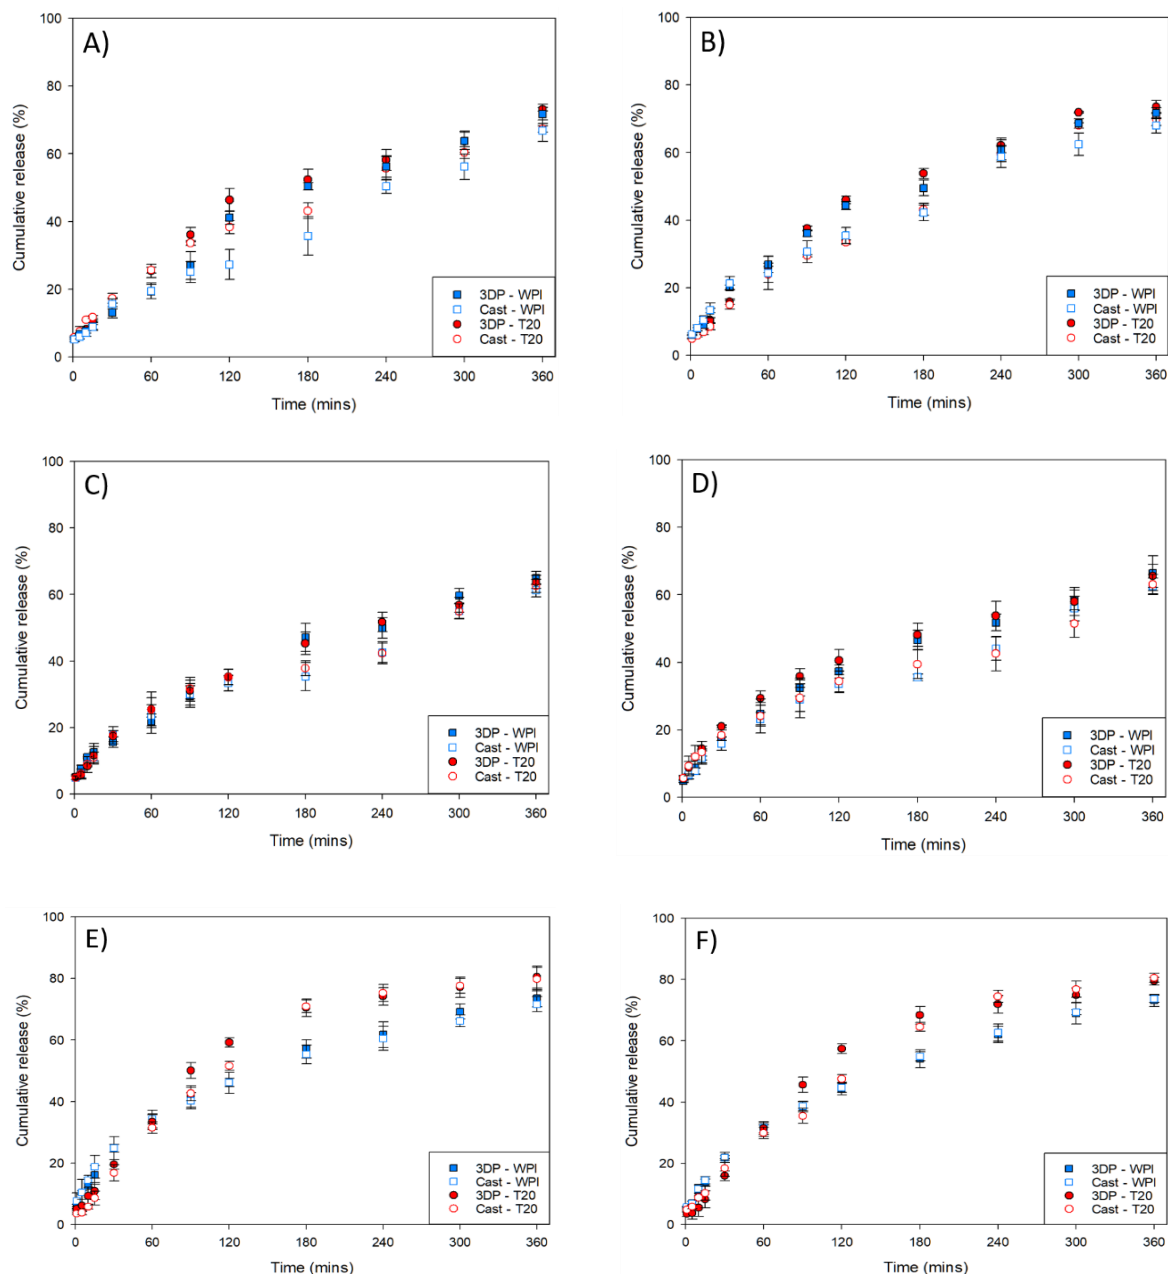 A)
Cumulative release (%)
100
80
60
40
20
0
3DP - WPI
Cast - WPI
3DP - T20
Cast - T20
0 60 120 180 240 300 360
Time (mins)
B)
Cumulative release (%)
100
80
60
40
20
0
3DP - WPI
Cast - WPI
3DP - T20
Cast - T20
0 60 120 180 240 300 360
Time (mins)
C)
Cumulative release (%)
100
80
60
40
20
0
3DP - WPI
Cast - WPI
3DP - T20
Cast - T20
0 60 120 180 240 300 360
Time (mins)
D)
Cumulative release (%)
100
80
60
40
20
0
3DP - WPI
Cast - WPI
3DP - T20
Cast - T20
0 60 120 180 240 300 360
Time (mins)
E)
Cumulative release (%)
100
80
60
40
20
0
3DP - WPI
Cast - WPI
3DP - T20
Cast - T20
0 60 120 180 240 300 360
Time (mins)
F)
Cumulative release (%)
100
80
60
40
20
0
3DP - WPI
Cast - WPI
3DP - T20
Cast - T20
0 60 120 180 240 300 360
Time (mins)